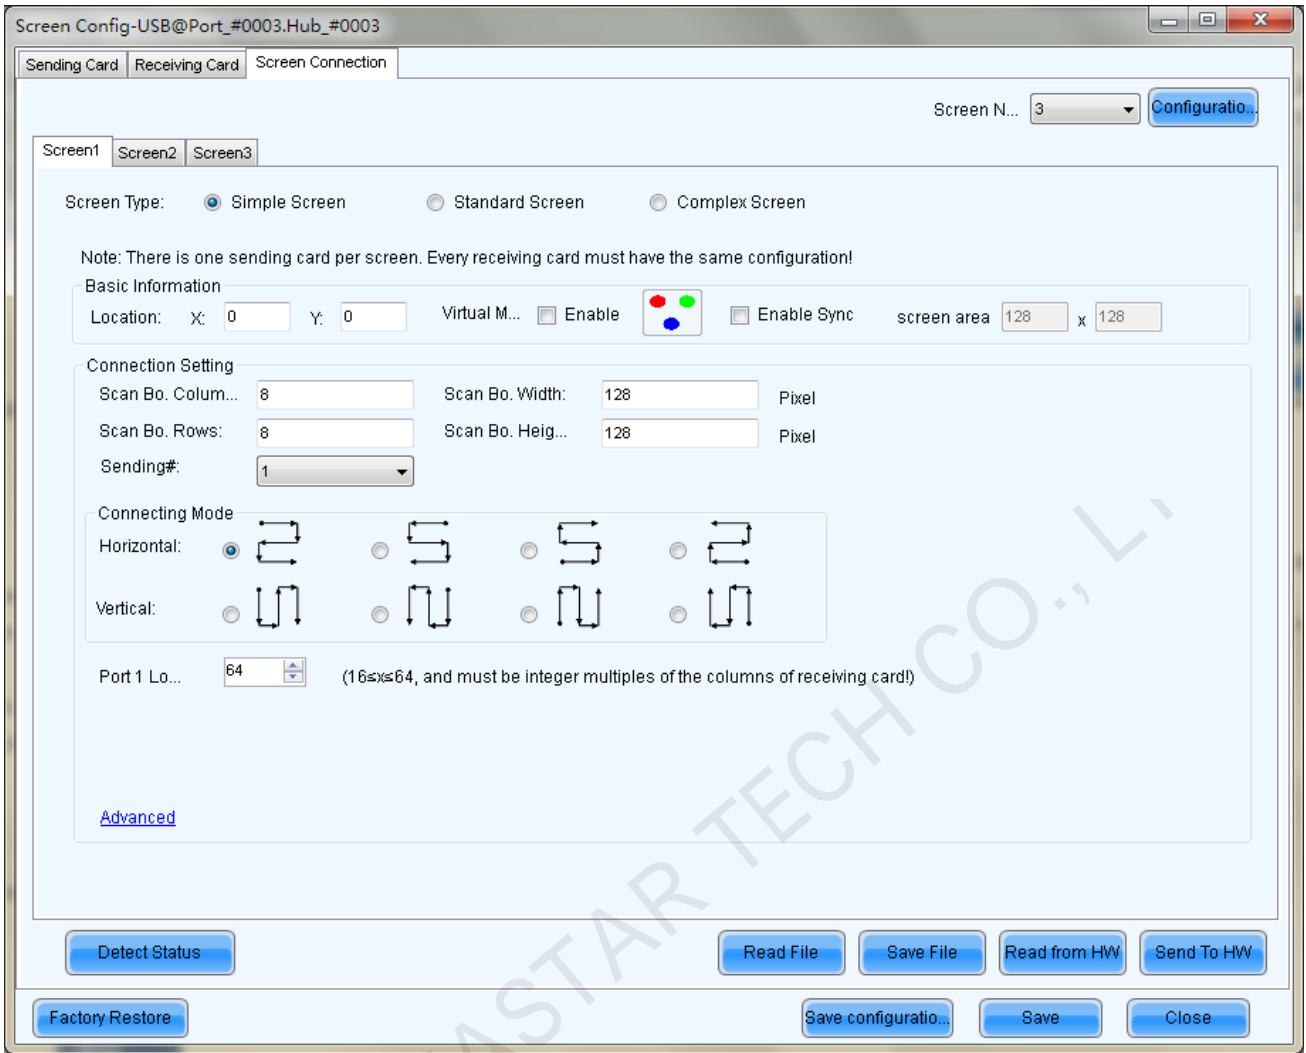 Screen Config-USB@Port_#0003.Hub_#0003
Sending Card Receiving Card Screen Connection
Screen N... 3 Configuratio...
Screen1 Screen2 Screen3
Screen Type: Simple Screen Standard Screen Complex Screen
Note: There is one sending card per screen. Every receiving card must have the same configuration!
Basic Information
Location: X: 0 Y: 0 Virtual M... Enable Enable Sync screen area 128 x 128
Connection Setting
Scan Bo. Colum... 8 Scan Bo. Width: 128 Pixel
Scan Bo. Rows: 8 Scan Bo. Heig... 128 Pixel
Sending#: 1
Connecting Mode
Horizontal:
Vertical:
Port 1 Lo... 64 (16≤x≤64, and must be integer multiples of the columns of receiving card!)
Advanced
Detect Status Read File Save File Read from HW Send To HW
Factory Restore Save configuratio... Save Close
TASTAR TECH CO., L